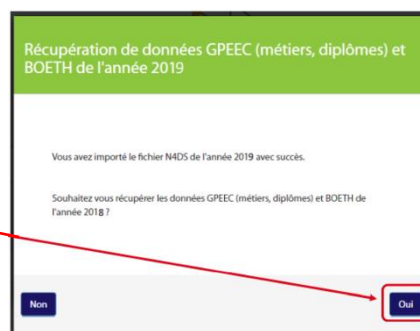 Récupération de données GPEEC (métiers, diplômes) et
BOETH de l'année 2019
Vous avez importé le fichier N4DS de l'année 2019 avec succès.
Souhaitez vous récupérer les données GPEEC (métiers, diplômes) et BOETH de
l'année 2018 ?
Non
Oui